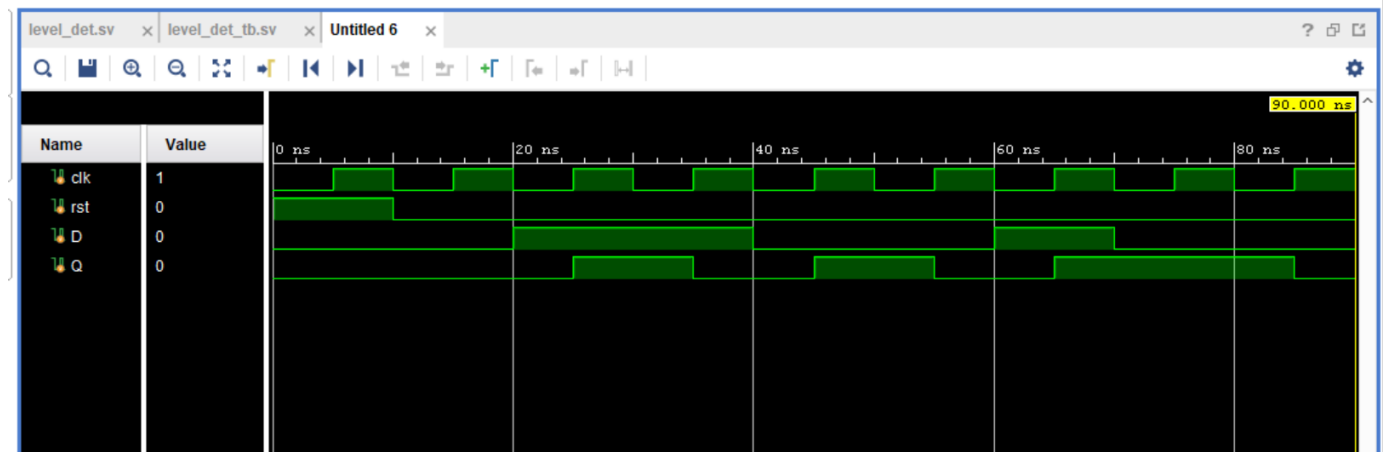 level_det.sv × level_det_tb.sv × Untitled 6 ×
?
90.000 ns
Name Value
0 ns 20 ns 40 ns 60 ns 80 ns
clk 1
rst 0
D 0
Q 0